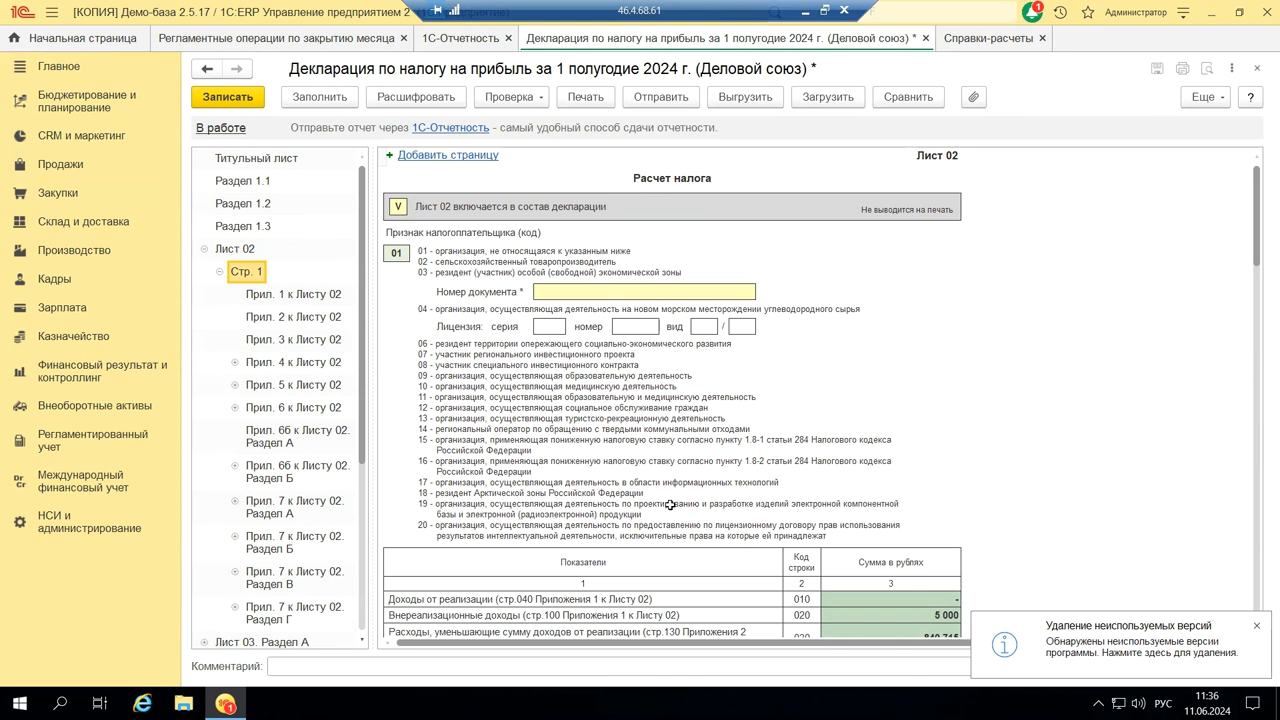 [КОПИЯ] Демо-база 2.5.17 / 1С:ERP Управление предприятием 2
46.4.68.61
1
Администратор
Начальная страница
Регламентные операции по закрытию месяца
1С-Отчетность
Декларация по налогу на прибыль за 1 полугодие 2024 г. (Деловой союз) *
Справки-расчеты
Главное
Бюджетирование и
планирование
CRM и маркетинг
Продажи
Закупки
Склад и доставка
Производство
Кадры
Зарплата
Казначейство
Финансовый результат и
контроллинг
Внеоборотные активы
Регламентированный
учет
Международный
финансовый учет
НСИ и
администрирование
Декларация по налогу на прибыль за 1 полугодие 2024 г. (Деловой союз) *
Записать
Заполнить
Расшифровать
Проверка
Печать
Отправить
Выгрузить
Загрузить
Сравнить
Еще
?
В работе
Отправьте отчет через 1С-Отчетность - самый удобный способ сдачи отчетности.
Титульный лист
Раздел 1.1
Раздел 1.2
Раздел 1.3
Лист 02
Стр. 1
Прил. 1 к Листу 02
Прил. 2 к Листу 02
Прил. 3 к Листу 02
Прил. 4 к Листу 02
Прил. 5 к Листу 02
Прил. 6 к Листу 02
Прил. 6б к Листу 02.
Раздел А
Прил. 6б к Листу 02.
Раздел Б
Прил. 7 к Листу 02.
Раздел А
Прил. 7 к Листу 02.
Раздел Б
Прил. 7 к Листу 02.
Раздел В
Прил. 7 к Листу 02.
Раздел Г
Лист 03. Раздел А
Добавить страницу
Лист 02
Расчет налога
V
Лист 02 включается в состав декларации
Не выводится на печать
Признак налогоплательщика (код)
01
01 - организация, не относящаяся к указанным ниже
02 - сельскохозяйственный товаропроизводитель
03 - резидент (участник) особой (свободной) экономической зоны
Номер документа *
04 - организация, осуществляющая деятельность на новом морском месторождении углеводородного сырья
Лицензия: серия номер вид /
06 - резидент территории опережающего социально-экономического развития
07 - участник регионального инвестиционного проекта
08 - участник специального инвестиционного контракта
09 - организация, осуществляющая образовательную деятельность
10 - организация, осуществляющая медицинскую деятельность
11 - организация, осуществляющая образовательную и медицинскую деятельность
12 - организация, осуществляющая социальное обслуживание граждан
13 - организация, осуществляющая туристско-рекреационную деятельность
14 - региональный оператор по обращению с твердыми коммунальными отходами
15 - организация, применяющая пониженную налоговую ставку согласно пункту 1.8-1 статьи 284 Налогового кодекса
Российской Федерации
16 - организация, применяющая пониженную налоговую ставку согласно пункту 1.8-2 статьи 284 Налогового кодекса
Российской Федерации
17 - организация, осуществляющая деятельность в области информационных технологий
18 - резидент Арктической зоны Российской Федерации
19 - организация, осуществляющая деятельность по проектированию и разработке изделий электронной компонентной
базы и электронной (радиоэлектронной) продукции
20 - организация, осуществляющая деятельность по предоставлению по лицензионному договору прав использования
результатов интеллектуальной деятельности, исключительные права на которые ей принадлежат
Показатели
Код
строки
Сумма в рублях
1 2 3
Доходы от реализации (стр.040 Приложения 1 к Листу 02) 010 -
Внереализационные доходы (стр.100 Приложения 1 к Листу 02) 020 5 000
Расходы, уменьшающие сумму доходов от реализации (стр.130 Приложения 2
Удаление неиспользуемых версий
Обнаружены неиспользуемые версии
программы. Нажмите здесь для удаления.
Комментарий:
1
РУС
11:36
11.06.2024